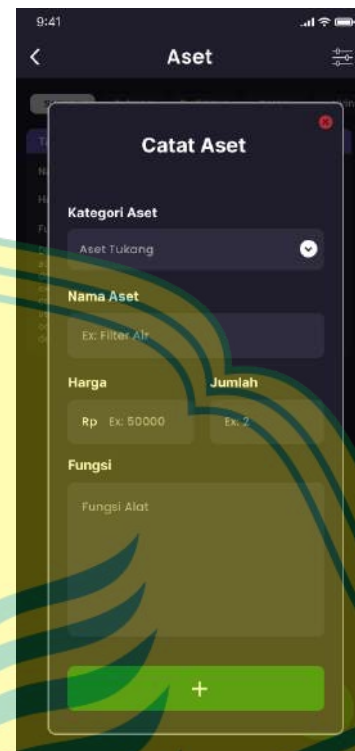 9:41
Aset
Catat Aset
Kategori Aset
Aset Tukang
Nama Aset
Ex: Filter Air
Harga Jumlah
Rp Ex: 50000 Ex: 2
Fungsi
Fungsi Alat
+